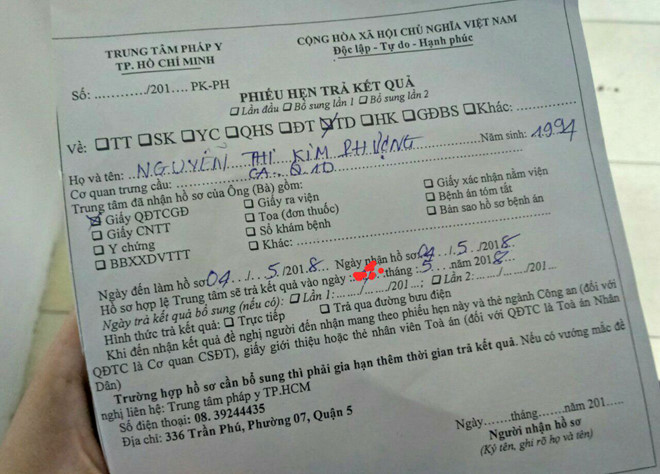 TRUNG TÂM PHÁP Y
TP. HỒ CHÍ MINH
CỘNG HÒA XÃ HỘI CHỦ NGHĨA VIỆT NAM
Độc lập - Tự do - Hạnh phúc
Số: ............/201.... PK-PH
PHIẾU HẸN TRẢ KẾT QUẢ
☐ Lần đầu ☐ Bổ sung lần 1 ☐ Bổ sung lần 2
Về: ☐TT ☐SK ☐YC ☐QHS ☐ĐT ☑TD ☐HK ☐GĐBS ☐Khác:
Họ và tên: NGUYỄN THỊ KIM PHƯỢNG Năm sinh: 1994
Cơ quan trưng cầu: CA. Q.10
Trung tâm đã nhận hồ sơ của Ông (Bà) gồm:
☑ Giấy QĐTCGĐ ☐ Giấy ra viện ☐ Giấy xác nhận nằm viện
☐ Giấy CNTT ☐ Toa (đơn thuốc) ☐ Bệnh án tóm tắt
☐ Y chứng ☐ Sổ khám bệnh ☐ Bản sao hồ sơ bệnh án
☐ BBXXDVTTT ☐ Khác:
Ngày đến làm hồ sơ 04 / 5 /2018. Ngày nhận hồ sơ: 04 / 5 /2018.
Hồ sơ hợp lệ Trung tâm sẽ trả kết quả vào ngày: tháng: 5 năm 2018.
Ngày trả kết quả bổ sung (nếu có): ☐ Lần 1:....../....../201...; ☐ Lần 2: ....../....../201...
Hình thức trả kết quả: ☐ Trực tiếp ☐ Trả qua đường bưu điện
Khi đến nhận kết quả đề nghị người đến nhận mang theo phiếu hẹn này và thẻ ngành Công an (đối với
QĐTC là Cơ quan CSĐT), giấy giới thiệu hoặc thẻ nhân viên Toà án (đối với QĐTC là Toà án Nhân
Dân)
Trường hợp hồ sơ cần bổ sung thì phải gia hạn thêm thời gian trả kết quả. Nếu có vướng mắc đề
nghị liên hệ: Trung tâm pháp y TP.HCM
Số điện thoại: 08. 39244435
Địa chỉ: 336 Trần Phú, Phường 07, Quận 5
Ngày......tháng.......năm 201....
Người nhận hồ sơ
(Ký tên, ghi rõ họ và tên)